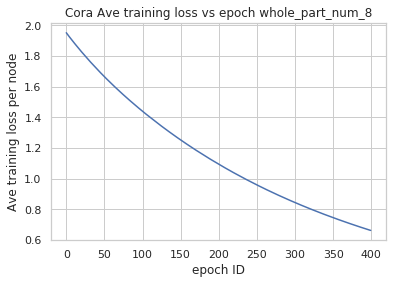 Cora Ave training loss vs epoch whole_part_num_8
Ave training loss per node
2.0
1.8
1.6
1.4
1.2
1.0
0.8
0.6
0 50 100 150 200 250 300 350 400
epoch ID